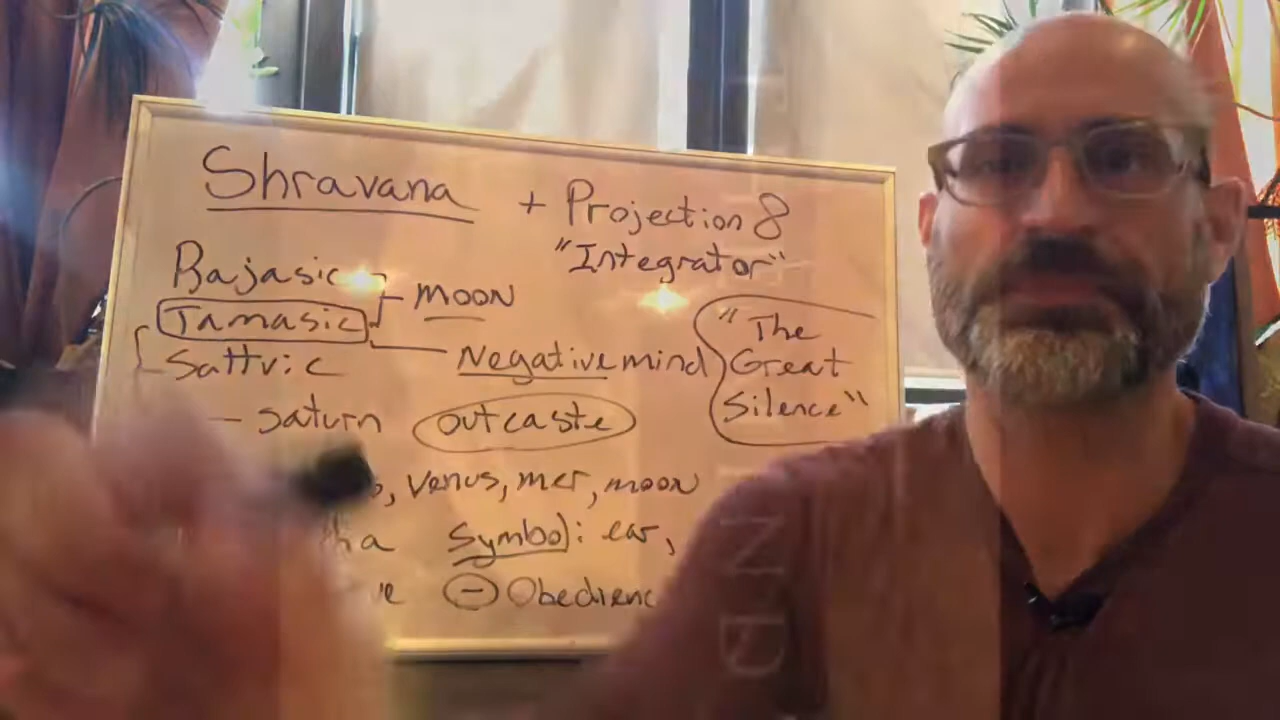 Shravana + Projection 8
"Integrator"
Rajasic
moon
Tamasic
Sattvic
Negative mind
"The
Great
Silence"
- saturn outcaste
, venus, mer, moon
symbol: ear,
⊖ Obedienc